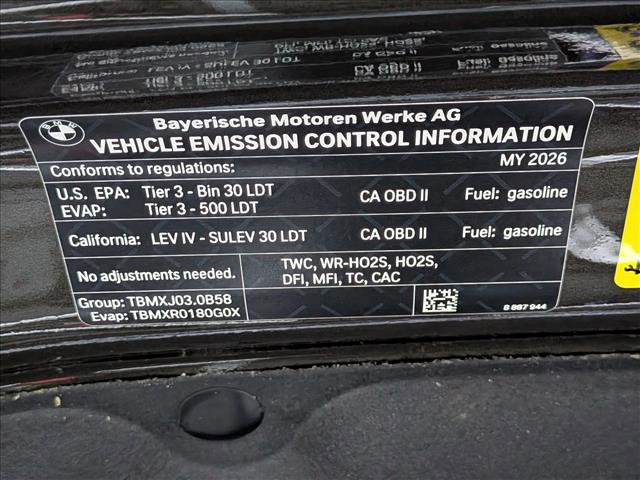 BMW
Bayerische Motoren Werke AG
VEHICLE EMISSION CONTROL INFORMATION
Conforms to regulations: MY 2026
U.S. EPA: Tier 3 - Bin 30 LDT CA OBD II Fuel: gasoline
EVAP: Tier 3 - 500 LDT
California: LEV IV - SULEV 30 LDT CA OBD II Fuel: gasoline
No adjustments needed. TWC, WR-HO2S, HO2S,
DFI, MFI, TC, CAC
Group: TBMXJ03.0B58
Evap: TBMXR0180G0X 8 887 944